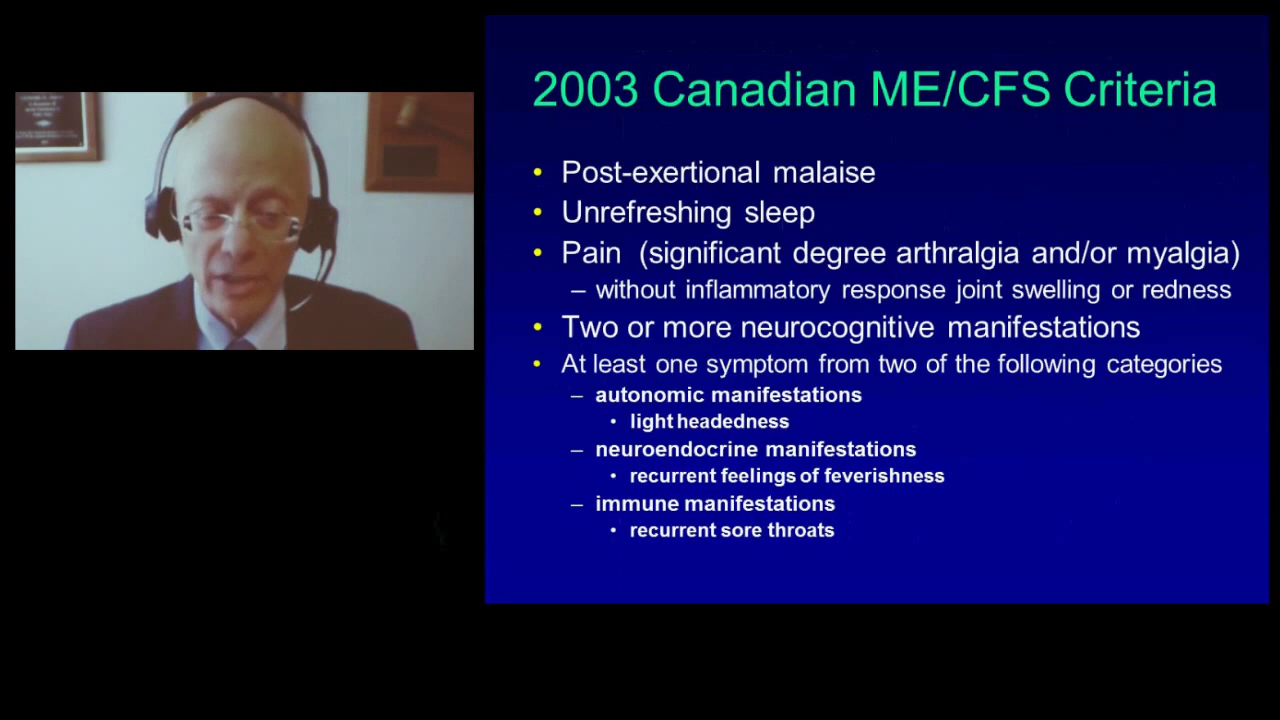 2003 Canadian ME/CFS Criteria
• Post-exertional malaise
• Unrefreshing sleep
• Pain (significant degree arthralgia and/or myalgia)
– without inflammatory response joint swelling or redness
• Two or more neurocognitive manifestations
• At least one symptom from two of the following categories
– autonomic manifestations
• light headedness
– neuroendocrine manifestations
• recurrent feelings of feverishness
– immune manifestations
• recurrent sore throats